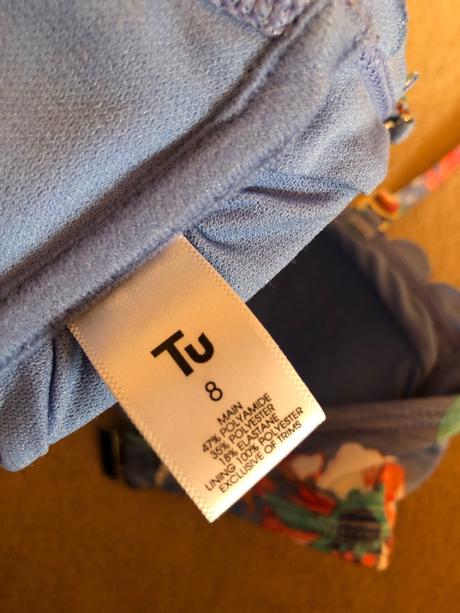 Tu
8
MAIN
47% POLYAMIDE
35% POLYESTER
18% ELASTANE
LINING 100% POLYESTER
EXCLUSIVE OF TRIMS